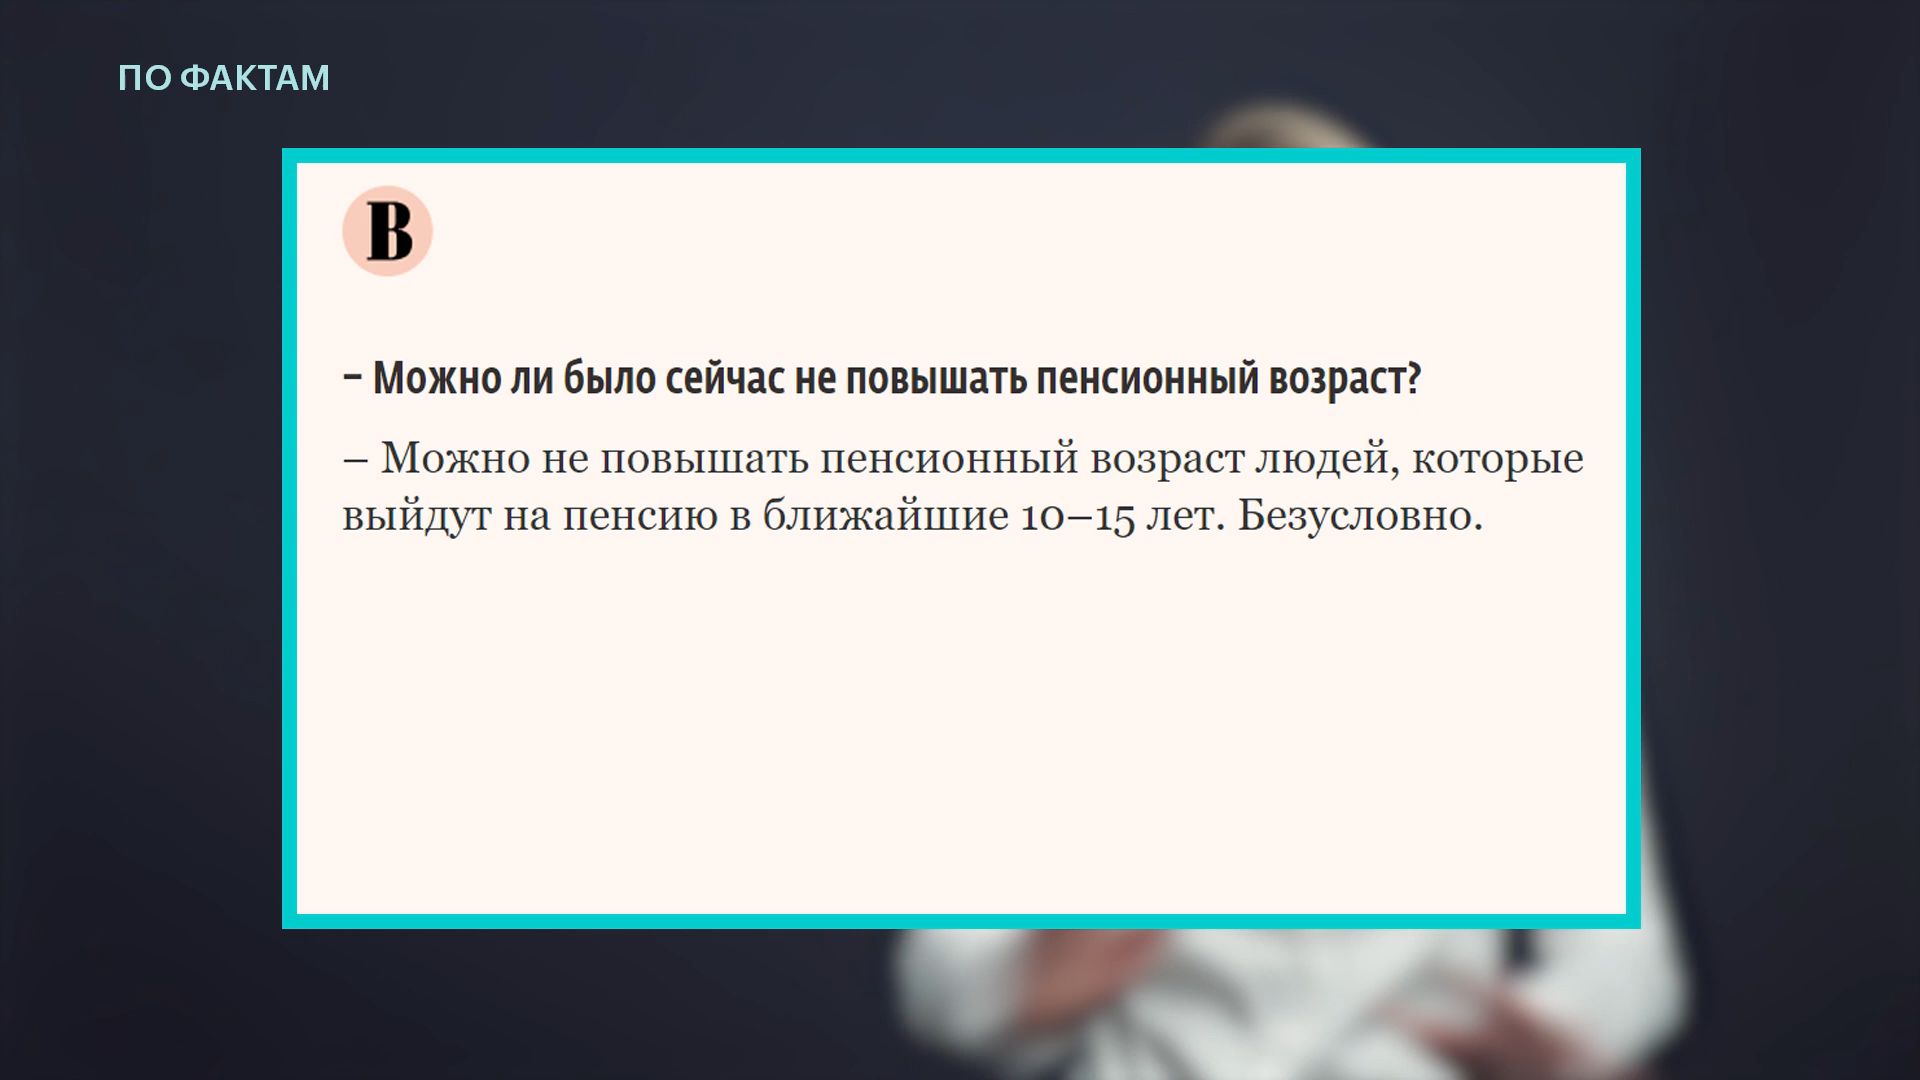 ПО ФАКТАМ
В
– Можно ли было сейчас не повышать пенсионный возраст?
– Можно не повышать пенсионный возраст людей, которые
выйдут на пенсию в ближайшие 10–15 лет. Безусловно.